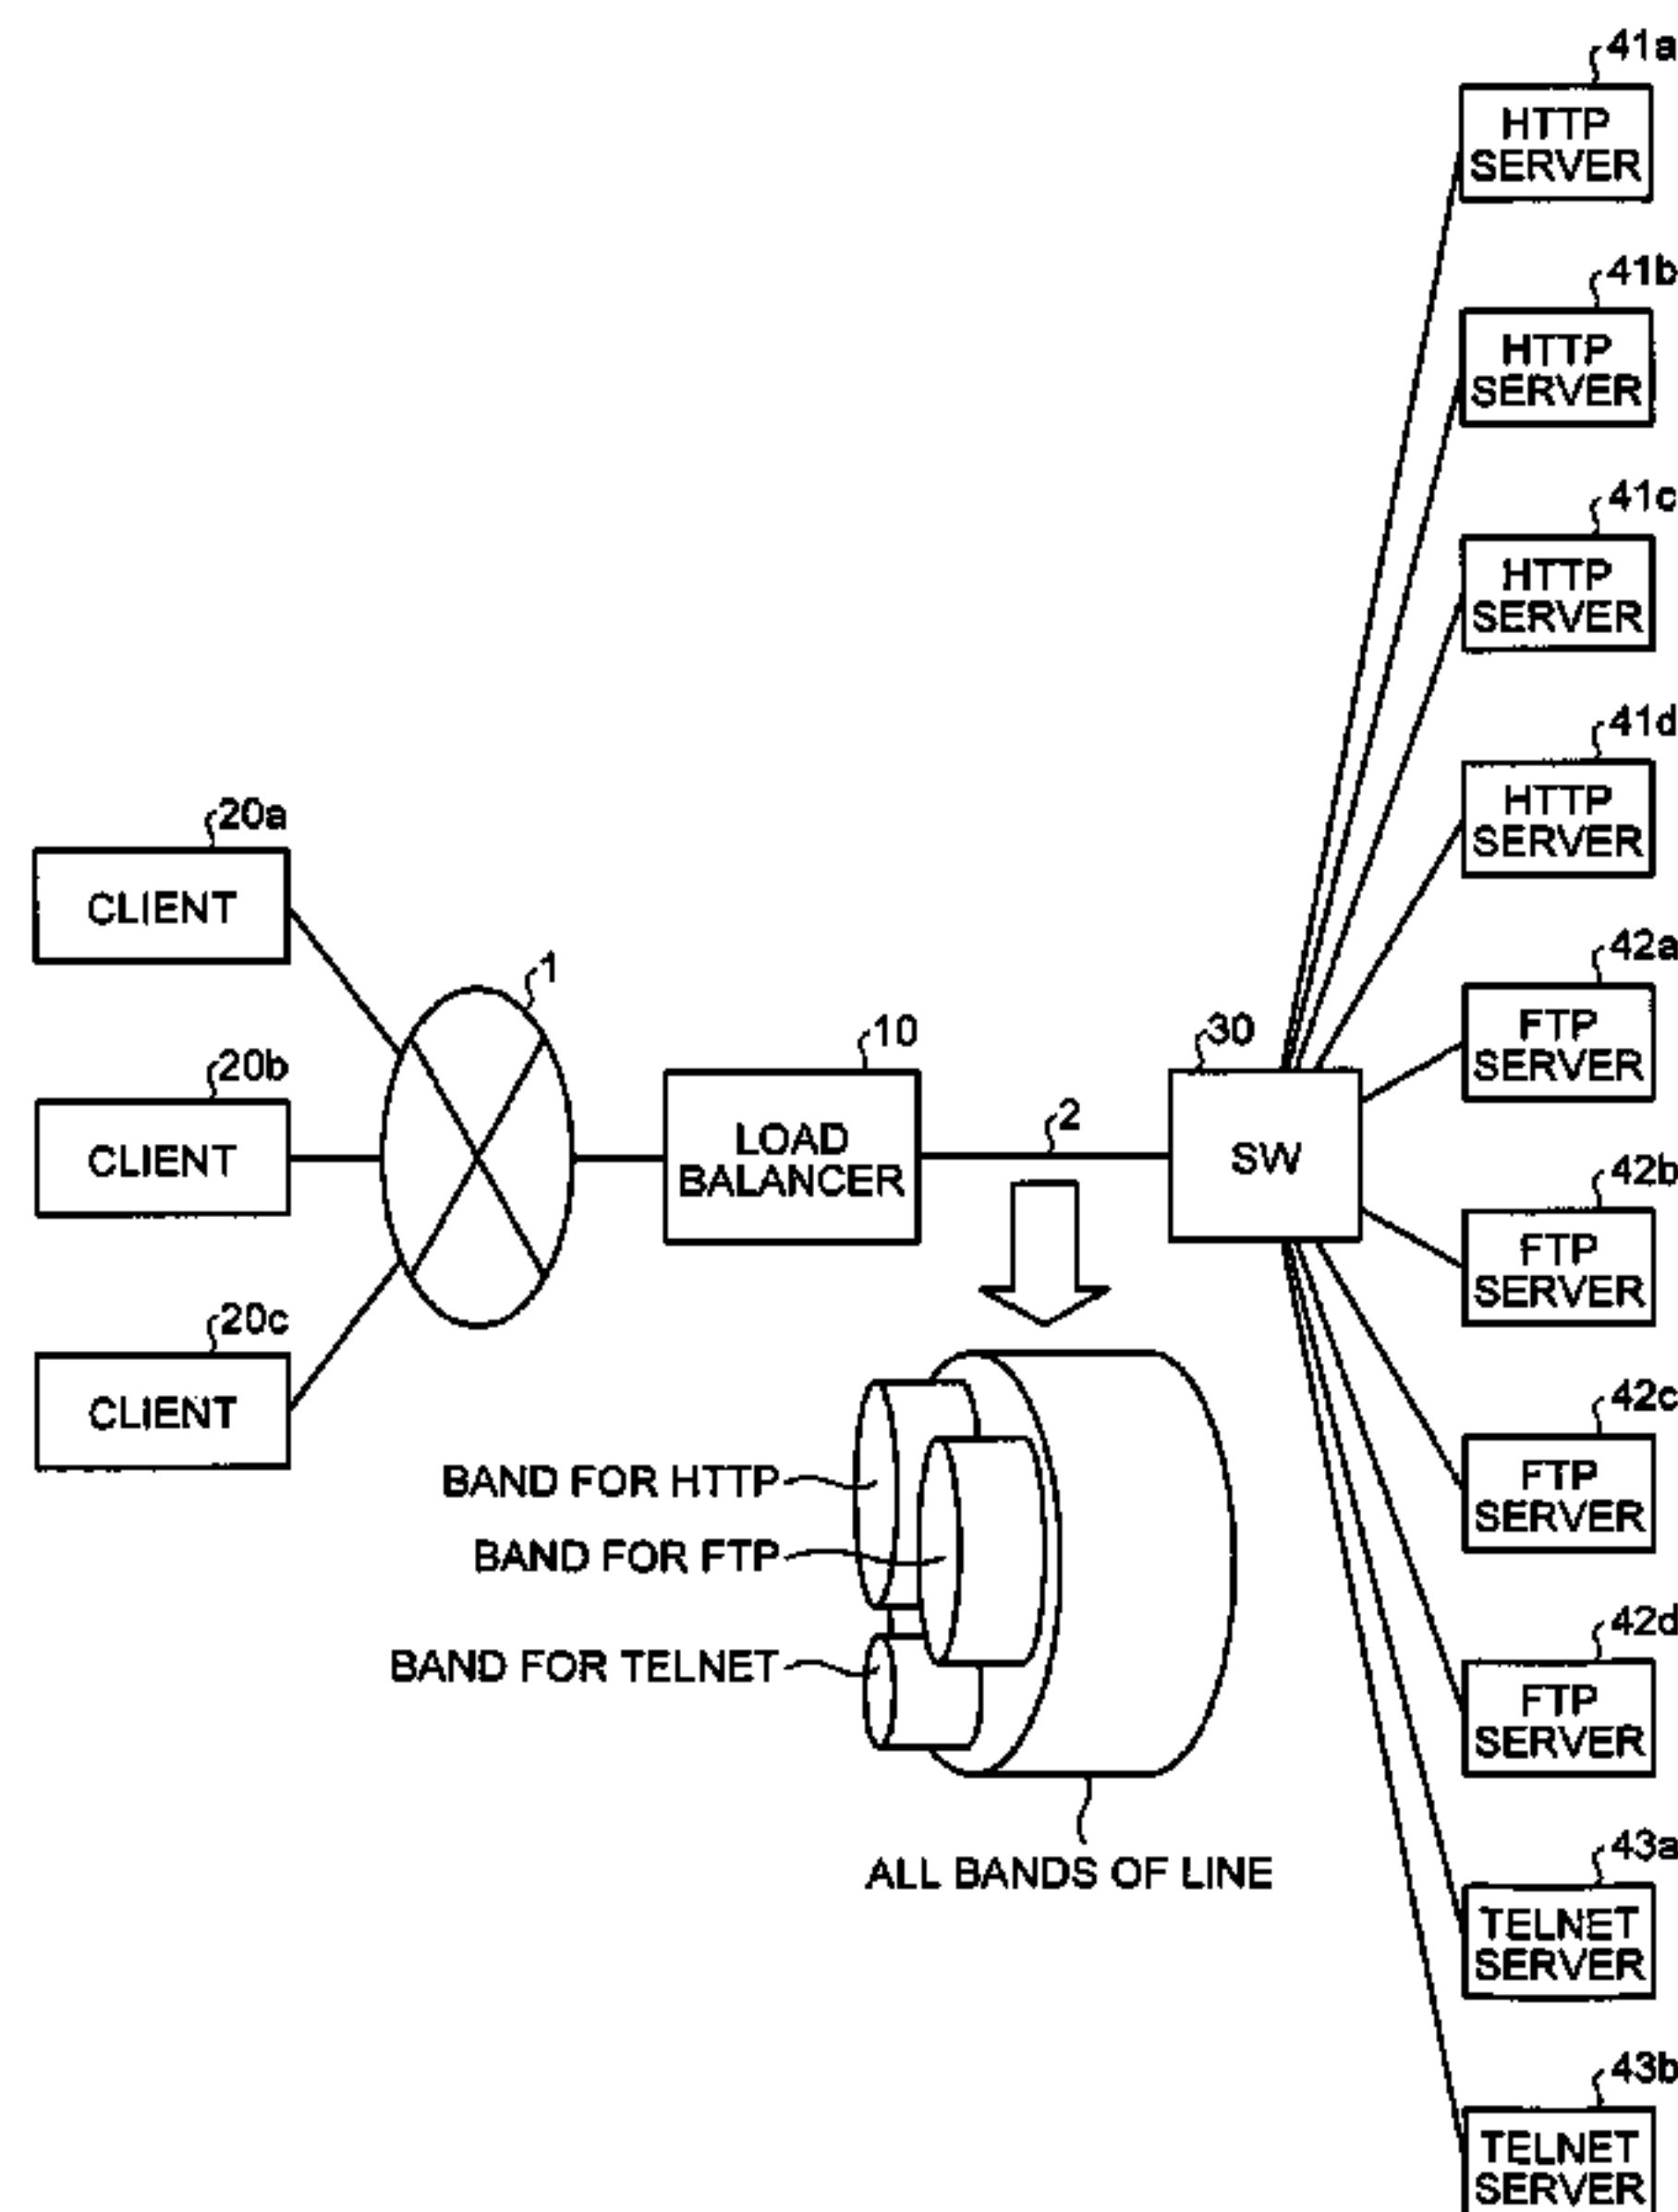 41a
HTTP
SERVER
41b
HTTP
SERVER
41c
HTTP
SERVER
41d
HTTP
SERVER
20a
CLIENT
42a
FTP
SERVER
1
10
30
20b
CLIENT
LOAD
BALANCER
2
SW
42b
FTP
SERVER
20c
CLIENT
42c
FTP
SERVER
BAND FOR HTTP
BAND FOR FTP
BAND FOR TELNET
42d
FTP
SERVER
ALL BANDS OF LINE
43a
TELNET
SERVER
43b
TELNET
SERVER